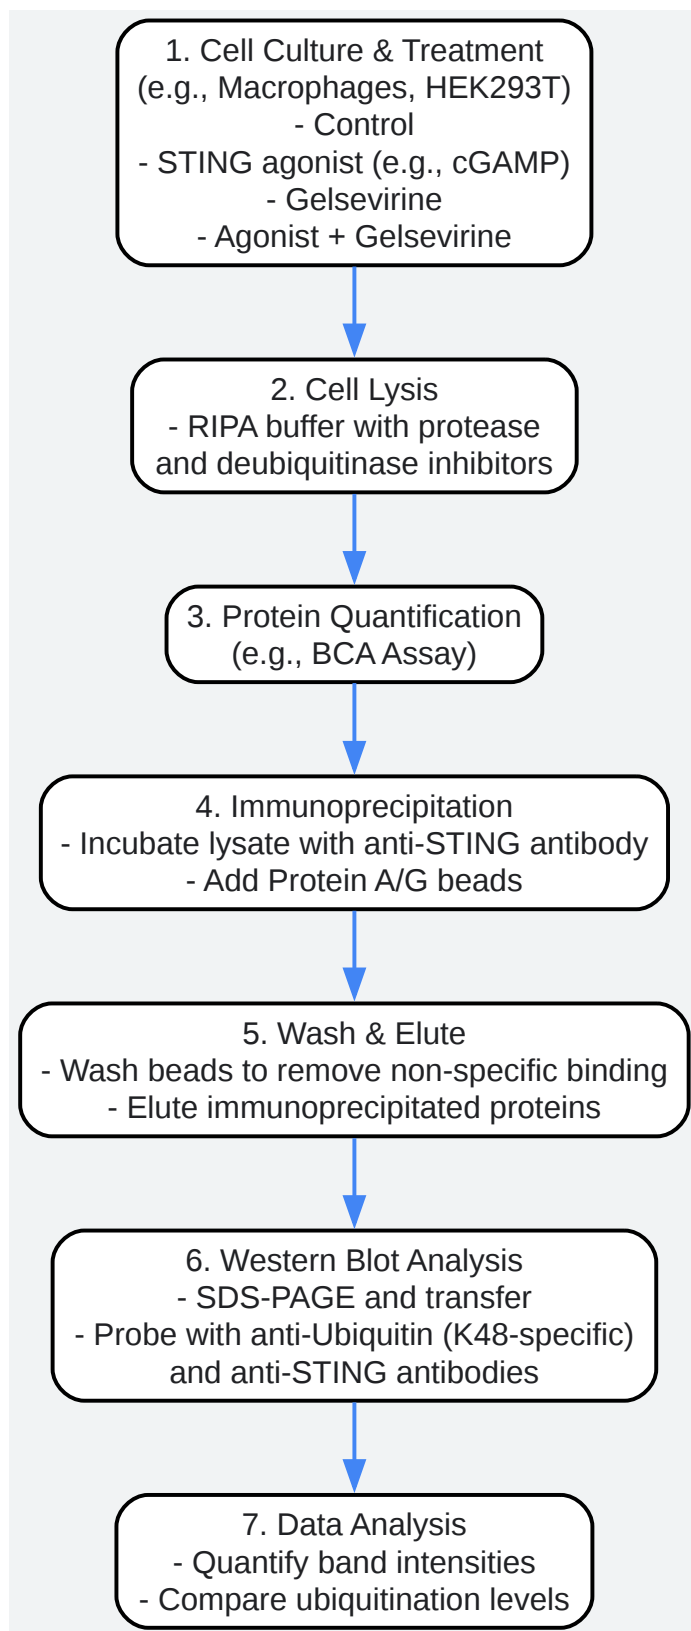 1. Cell Culture & Treatment
(e.g., Macrophages, HEK293T)
- Control
- STING agonist (e.g., cGAMP)
- Gelsevirine
- Agonist + Gelsevirine
2. Cell Lysis
- RIPA buffer with protease
and deubiquitinase inhibitors
3. Protein Quantification
(e.g., BCA Assay)
4. Immunoprecipitation
- Incubate lysate with anti-STING antibody
- Add Protein A/G beads
5. Wash & Elute
- Wash beads to remove non-specific binding
- Elute immunoprecipitated proteins
6. Western Blot Analysis
- SDS-PAGE and transfer
- Probe with anti-Ubiquitin (K48-specific)
and anti-STING antibodies
7. Data Analysis
- Quantify band intensities
- Compare ubiquitination levels